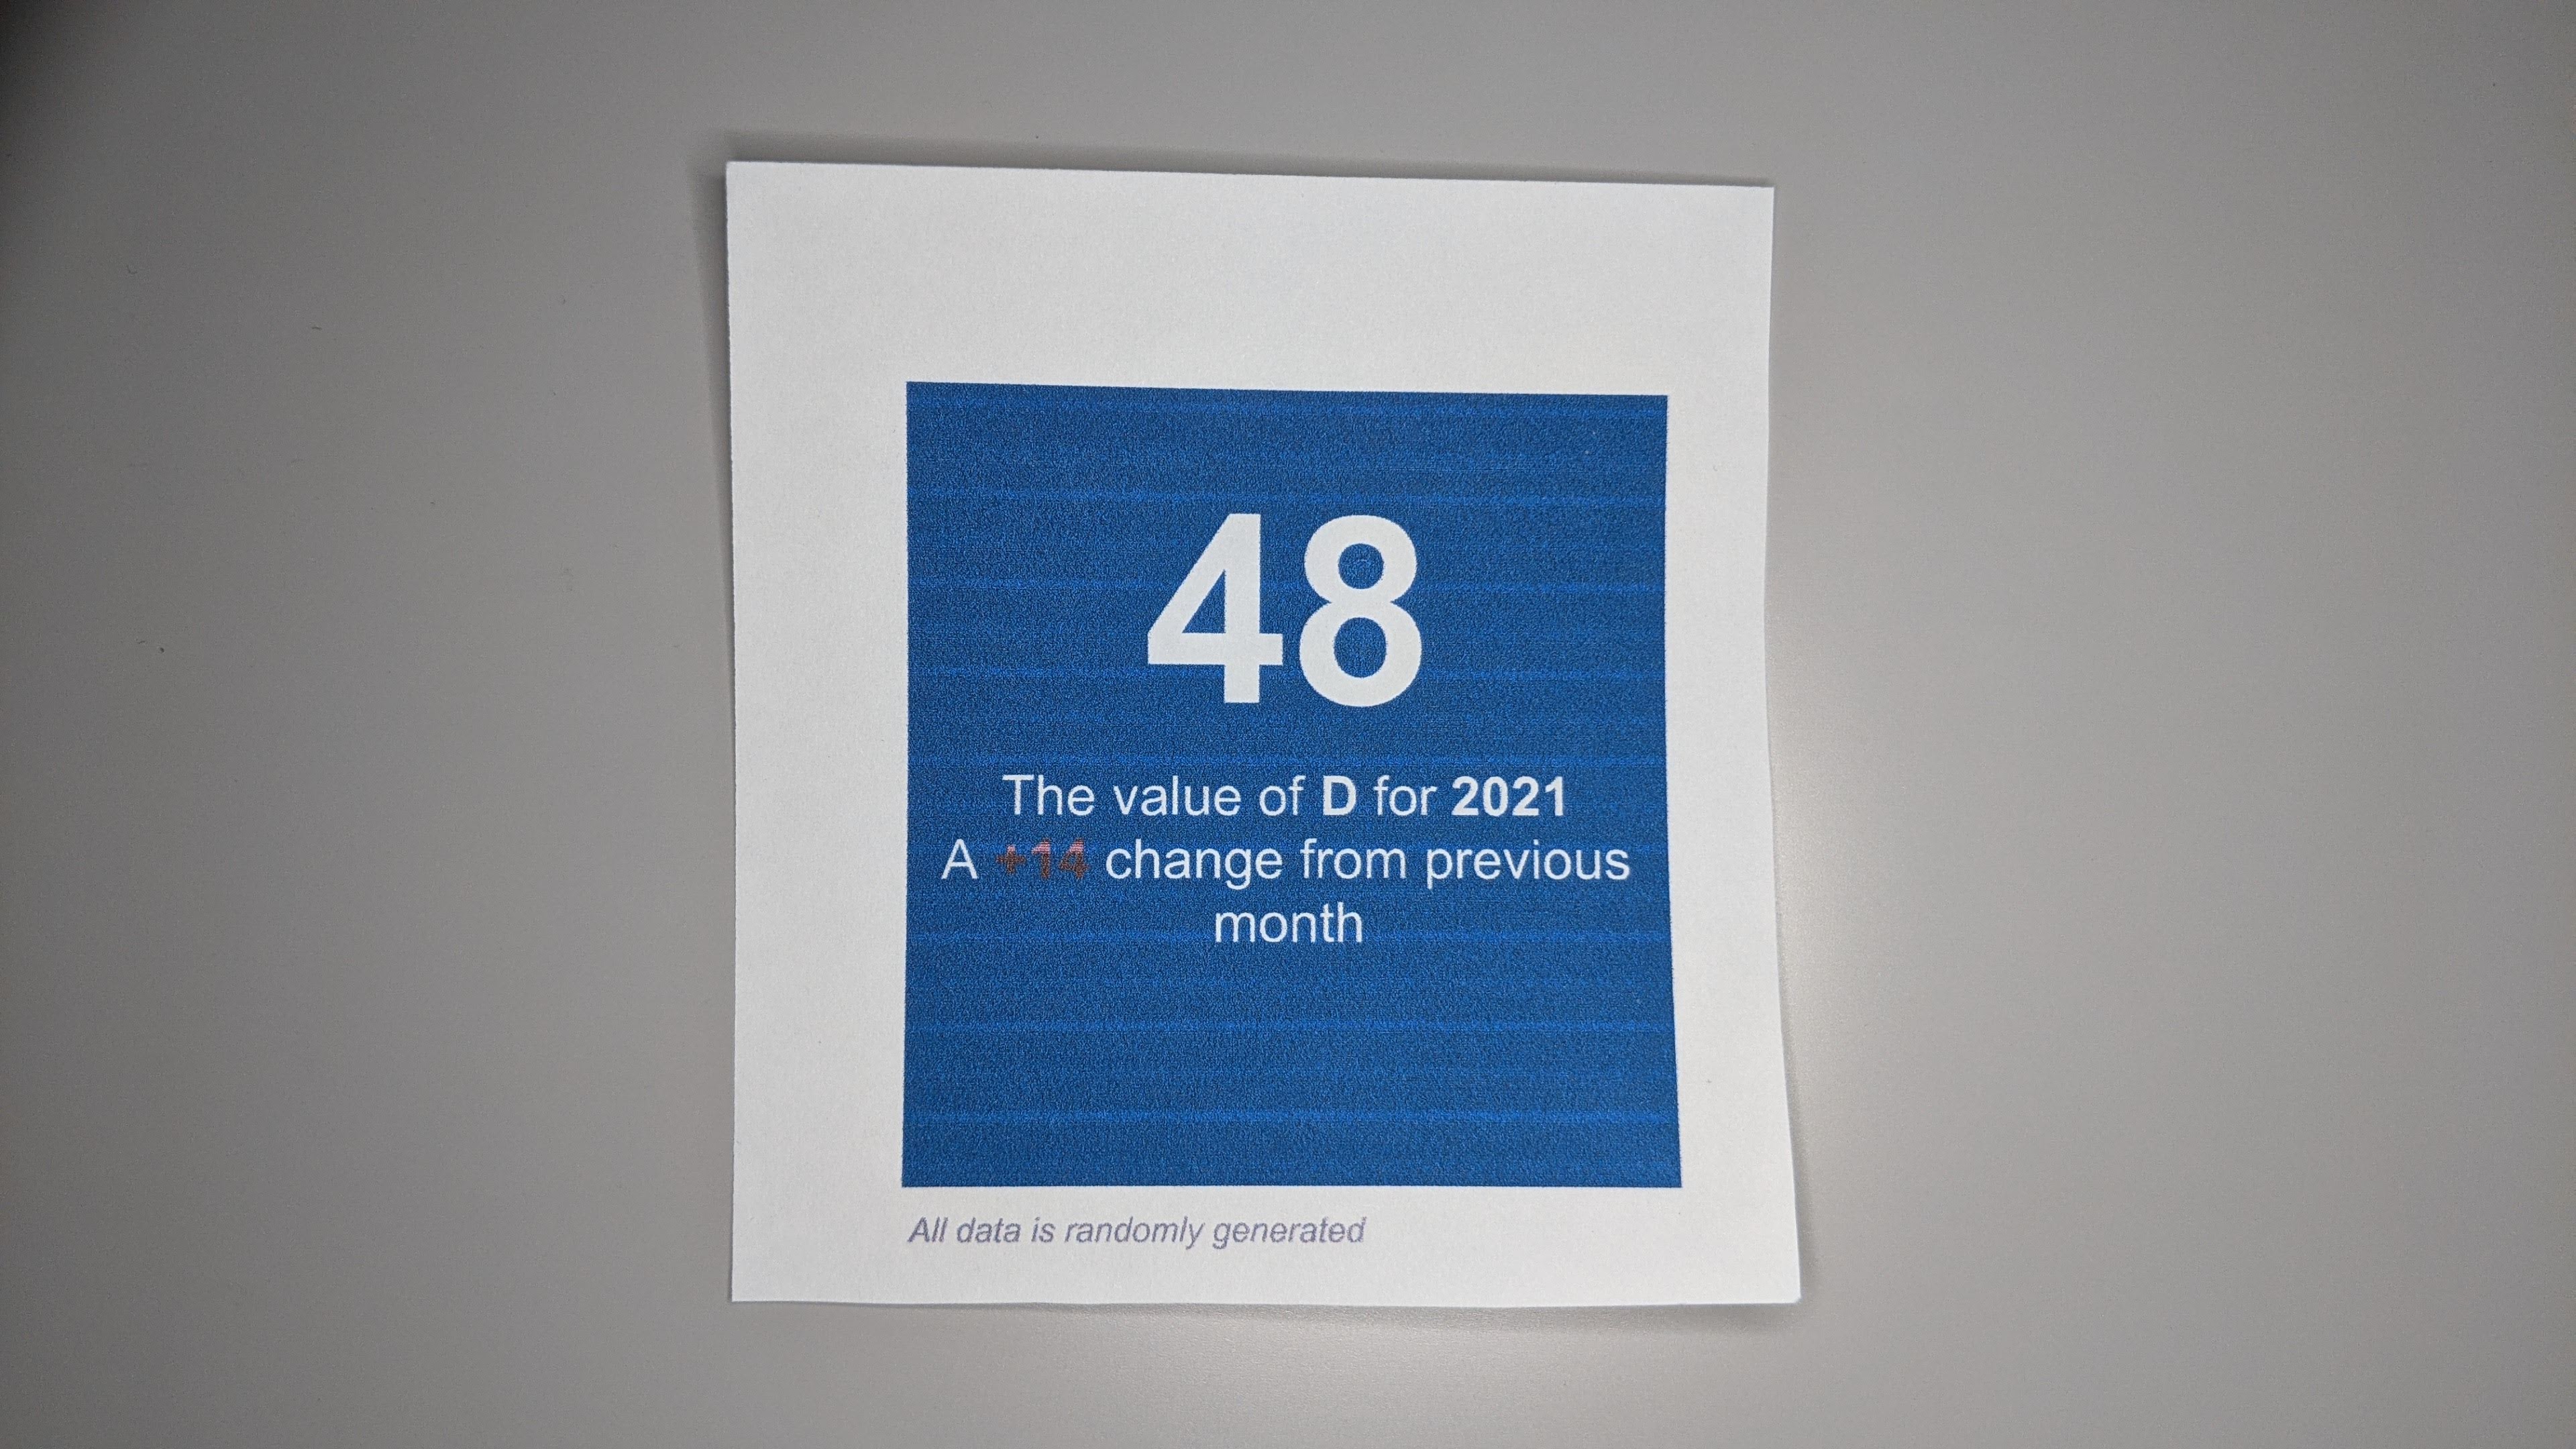 48
The value of D for 2021
A +14 change from previous
month
All data is randomly generated